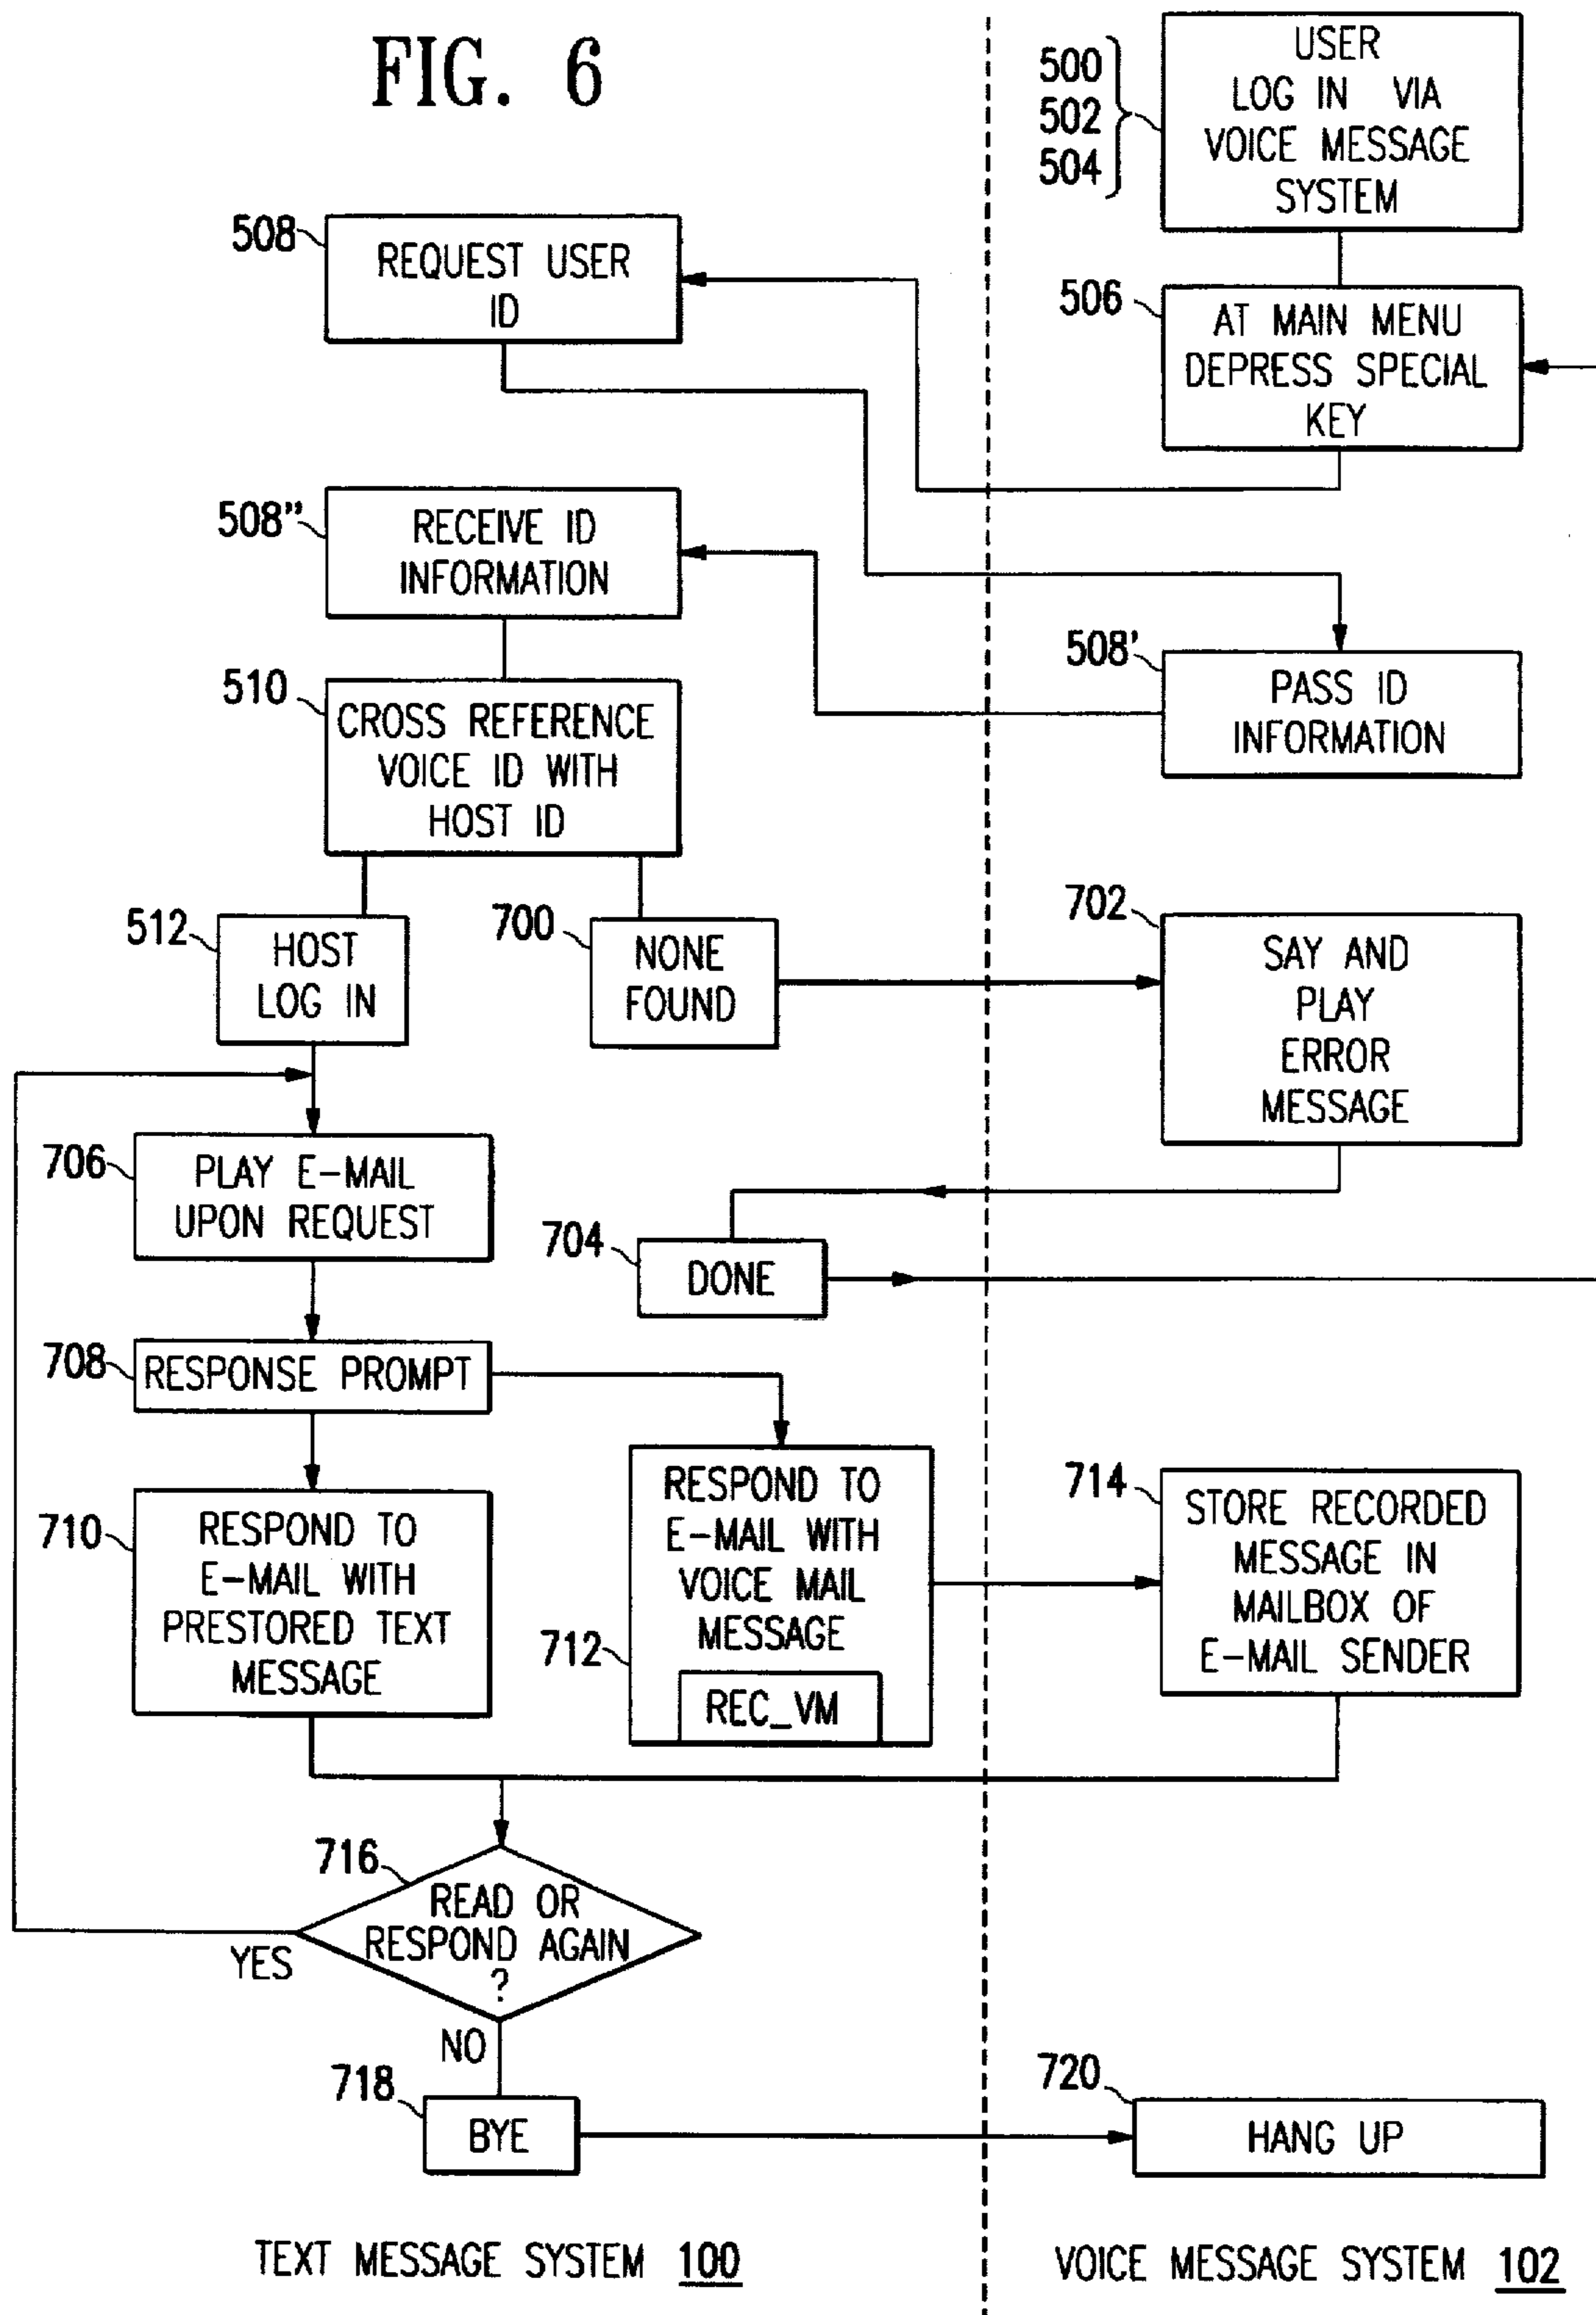 FIG. 6
500
502
504
USER
LOG IN VIA
VOICE MESSAGE
SYSTEM
508
REQUEST USER
ID
506
AT MAIN MENU
DEPRESS SPECIAL
KEY
508"
RECEIVE ID
INFORMATION
508'
PASS ID
INFORMATION
510
CROSS REFERENCE
VOICE ID WITH
HOST ID
512
HOST
LOG IN
700
NONE
FOUND
702
SAY AND
PLAY
ERROR
MESSAGE
706
PLAY E-MAIL
UPON REQUEST
704
DONE
708
RESPONSE PROMPT
710
RESPOND TO
E-MAIL WITH
PRESTORED TEXT
MESSAGE
712
RESPOND TO
E-MAIL WITH
VOICE MAIL
MESSAGE
REC_VM
714
STORE RECORDED
MESSAGE IN
MAILBOX OF
E-MAIL SENDER
716
READ OR
RESPOND AGAIN
?
YES
NO
718
BYE
720
HANG UP
TEXT MESSAGE SYSTEM 100
VOICE MESSAGE SYSTEM 102